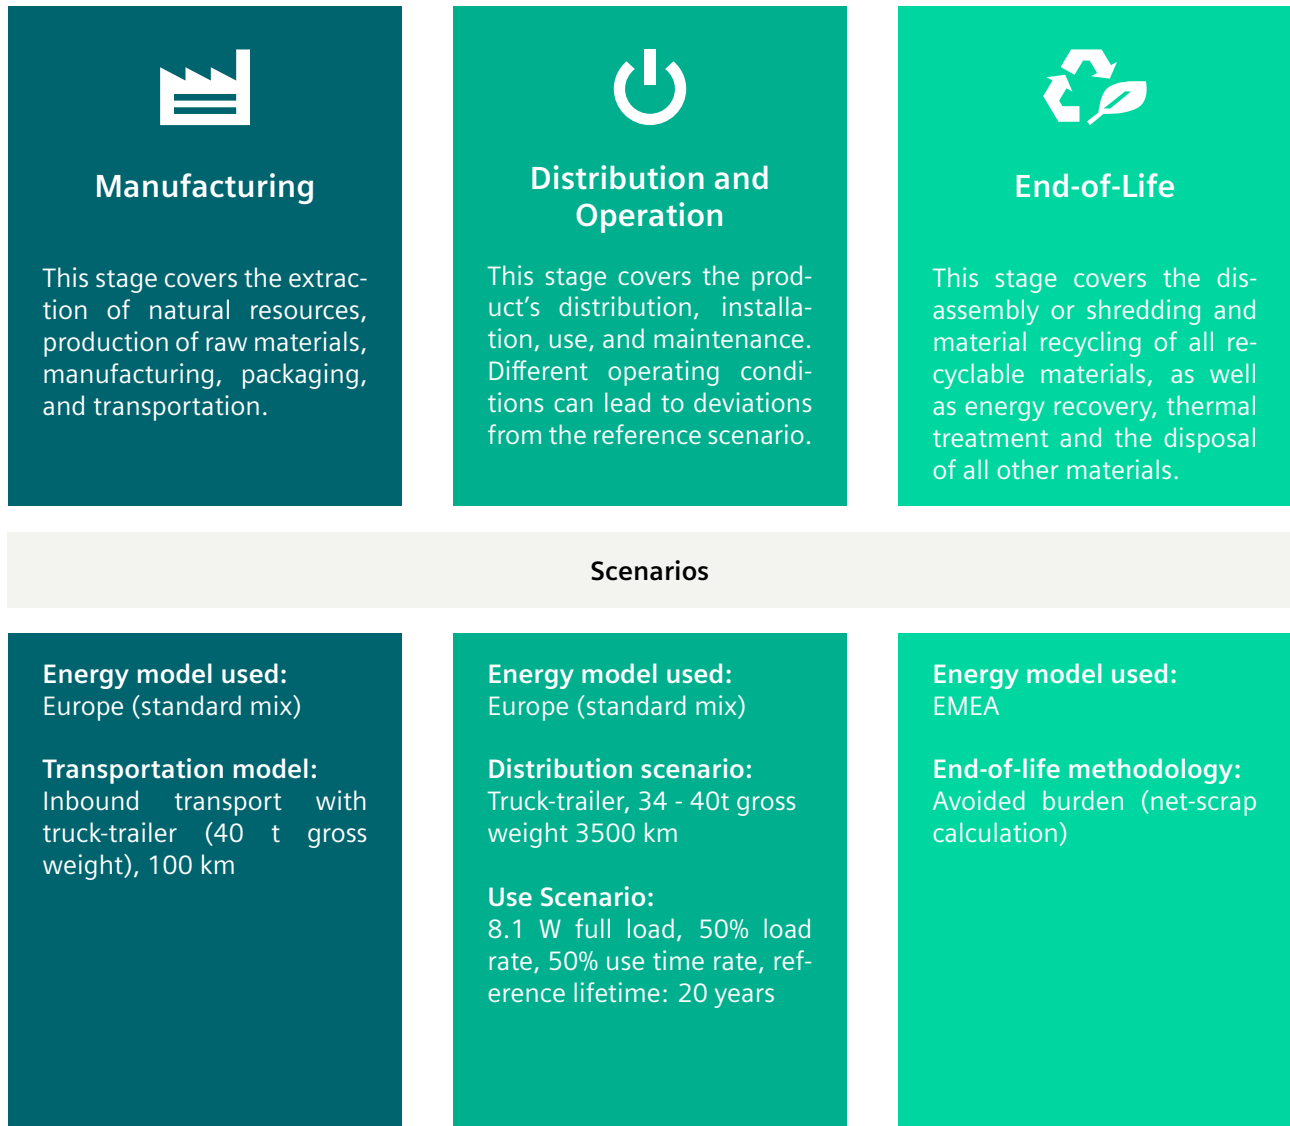 Manufacturing
This stage covers the extrac-
tion of natural resources,
production of raw materials,
manufacturing, packaging,
and transportation.
Distribution and
Operation
This stage covers the prod-
uct's distribution, installa-
tion, use, and maintenance.
Different operating condi-
tions can lead to deviations
from the reference scenario.
End-of-Life
This stage covers the dis-
assembly or shredding and
material recycling of all re-
cyclable materials, as well
as energy recovery, thermal
treatment and the disposal
of all other materials.
Scenarios
Energy model used:
Europe (standard mix)
Transportation model:
Inbound transport with
truck-trailer (40 t gross
weight), 100 km
Energy model used:
Europe (standard mix)
Distribution scenario:
Truck-trailer, 34 - 40t gross
weight 3500 km
Use Scenario:
8.1 W full load, 50% load
rate, 50% use time rate, ref-
erence lifetime: 20 years
Energy model used:
EMEA
End-of-life methodology:
Avoided burden (net-scrap
calculation)